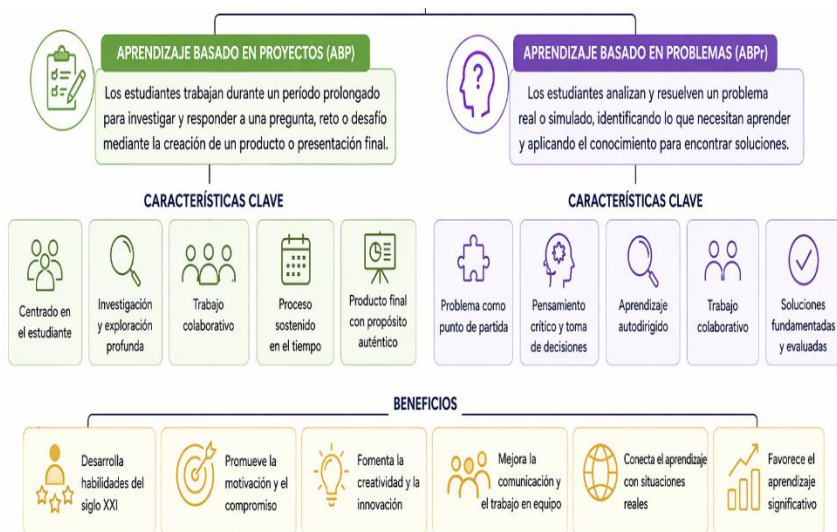 APRENDIZAJE BASADO EN PROYECTOS (ABP)
Los estudiantes trabajan durante un período prolongado
para investigar y responder a una pregunta, reto o desafío
mediante la creación de un producto o presentación final.
CARACTERÍSTICAS CLAVE
Centrado en
el estudiante
Investigación
y exploración
profunda
Trabajo
colaborativo
Proceso
sostenido
en el tiempo
Producto final
con propósito
auténtico
APRENDIZAJE BASADO EN PROBLEMAS (ABPr)
?
Los estudiantes analizan y resuelven un problema
real o simulado, identificando lo que necesitan aprender
y aplicando el conocimiento para encontrar soluciones.
CARACTERÍSTICAS CLAVE
Problema como
punto de partida
Pensamiento
crítico y toma
de decisiones
Aprendizaje
autodirigido
Trabajo
colaborativo
Soluciones
fundamentadas
y evaluadas
BENEFICIOS
Desarrolla
habilidades del
siglo XXI
Promueve la
motivación y el
compromiso
Fomenta la
creatividad y la
innovación
Mejora la
comunicación y
el trabajo en equipo
Conecta el aprendizaje
con situaciones
reales
Favorece el
aprendizaje
significativo